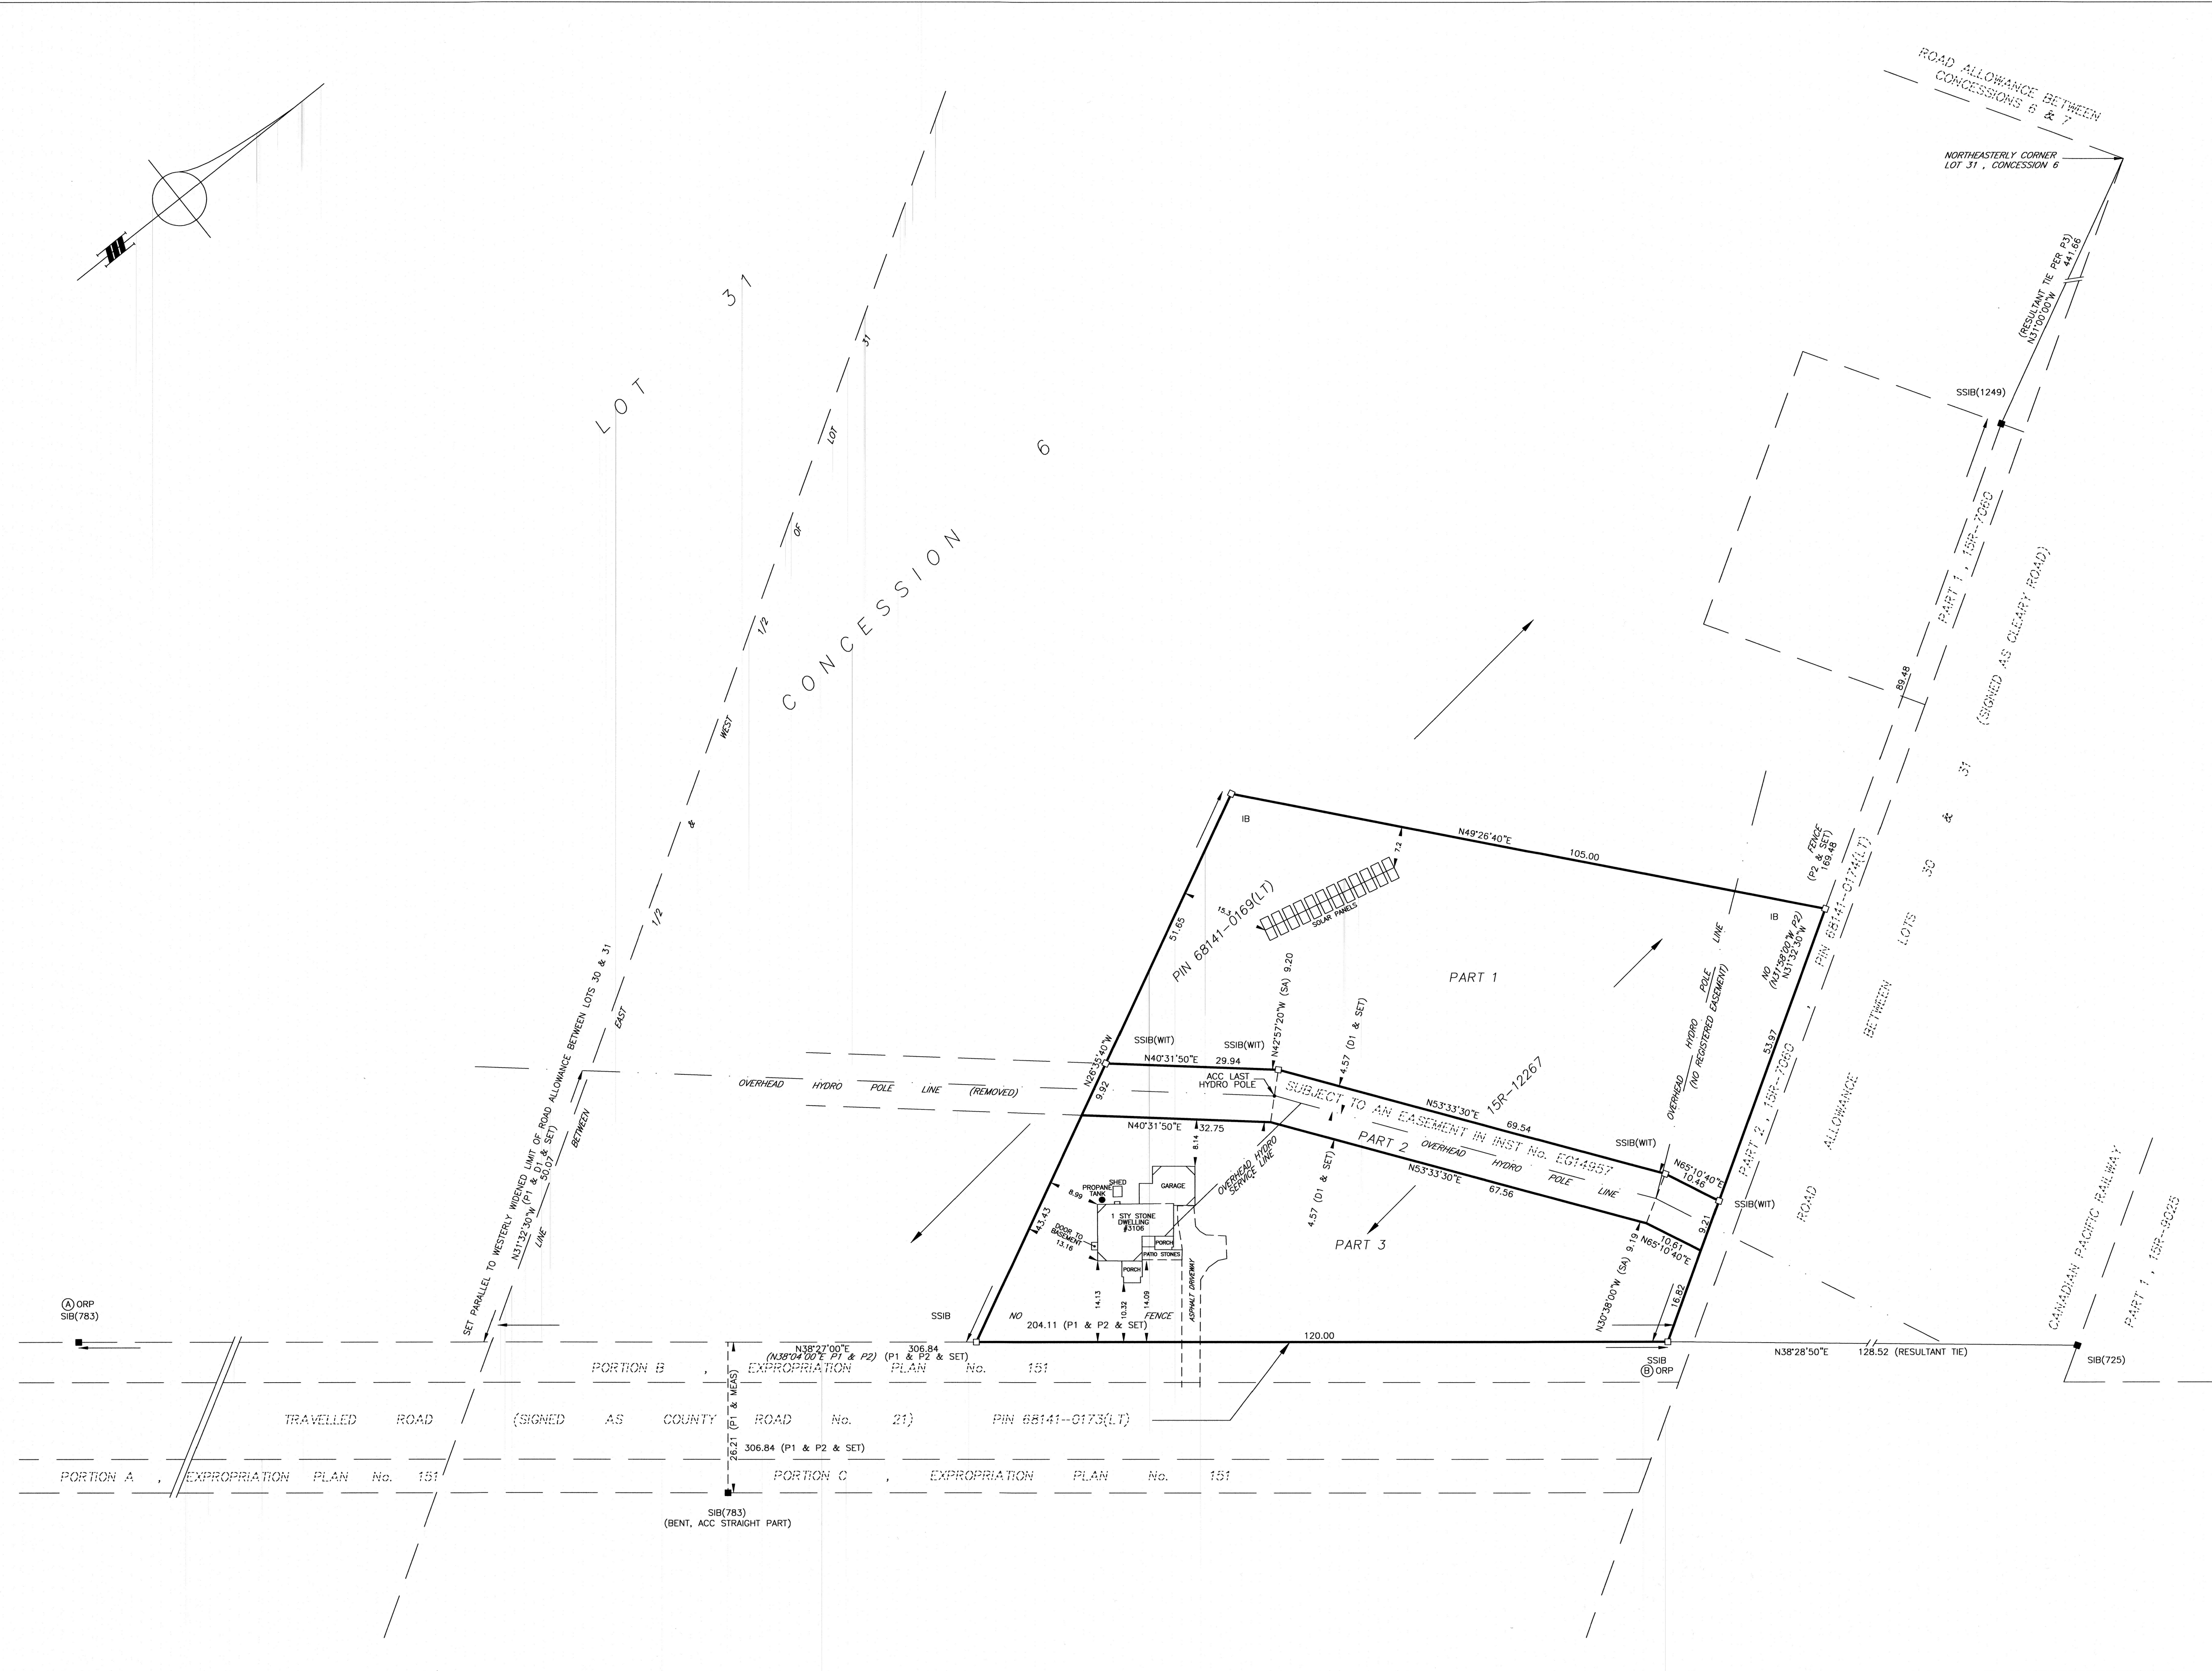 ROAD ALLOWANCE BETWEEN
CONCESSIONS 6 & 7
NORTHEASTERLY CORNER
LOT 31 , CONCESSION 6
(RESULTANT TIE PER P3)
N31°00'00"W
441.66
SSIB(1249)
LOT 31
CONCESSION 6
LINE BETWEEN EAST 1/2 & WEST 1/2 OF LOT 31
PART 1 , 15R-7060
(SIGNED AS CLEARY ROAD)
89.48
ROAD ALLOWANCE BETWEEN LOTS 30 & 31
PIN 68141-0174(LT)
PART 2 , 15R-7060
FENCE
(P2 & SET)
169.48
IB
N49°26'40"E
105.00
7.2
15.3
SOLAR PANELS
51.65
PIN 68141-0169(LT)
IB
NO
(N31°58'00"W P2)
N31°32'30"W
53.97
PART 1
OVERHEAD HYDRO POLE LINE
(NO REGISTERED EASEMENT)
N42°57'20"W (SA) 9.20
4.57 (D1 & SET)
15R-12267
SSIB(WIT)
SSIB(WIT)
N40°31'50"E
29.94
ACC LAST
HYDRO POLE
N26°35'40"W
9.92
OVERHEAD HYDRO POLE LINE (REMOVED)
SUBJECT TO AN EASEMENT IN INST No. EG14957
N53°33'30"E
69.54
SSIB(WIT)
N65°10'40"E
10.46
SSIB(WIT)
PART 2
OVERHEAD HYDRO POLE LINE
N40°31'50"E
32.75
N53°33'30"E
67.56
4.57 (D1 & SET)
9.21
10.61
N65°10'40"E
N30°38'00"W (SA) 9.19
16.82
OVERHEAD HYDRO
SERVICE LINE
8.14
GARAGE
SHED
PROPANE
TANK
8.99
1 STY STONE
DWELLING
#3106
DOOR TO
BASEMENT
13.16
PORCH
PATIO STONES
PORCH
43.43
14.13
10.32
14.09
ASPHALT DRIVEWAY
PART 3
SET PARALLEL TO WESTERLY WIDENED LIMIT OF ROAD ALLOWANCE BETWEEN LOTS 30 & 31
N31°32'30"W (P1 & D1 & SET)
50.07
Ⓐ ORP
SIB(783)
SSIB
NO FENCE
204.11 (P1 & P2 & SET)
120.00
N38°27'00"E 306.84
(N38°04'00"E P1 & P2) (P1 & P2 & SET)
SSIB
Ⓑ ORP
N38°28'50"E 128.52 (RESULTANT TIE)
SIB(725)
CANADIAN PACIFIC RAILWAY
PART 1 , 15R-9025
PORTION B , EXPROPRIATION PLAN No. 151
26.21 (P1 & MEAS)
TRAVELLED ROAD (SIGNED AS COUNTY ROAD No. 21) PIN 68141-0173(LT)
306.84 (P1 & P2 & SET)
PORTION A , EXPROPRIATION PLAN No. 151
PORTION C , EXPROPRIATION PLAN No. 151
SIB(783)
(BENT, ACC STRAIGHT PART)